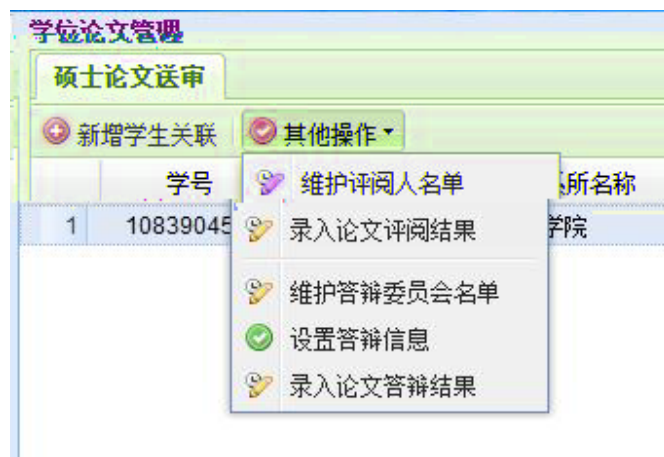 学位论文管理
硕士论文送审
新增学生关联 其他操作
学号 所名称
1 10839045 学院
维护评阅人名单
录入论文评阅结果
维护答辩委员会名单
设置答辩信息
录入论文答辩结果